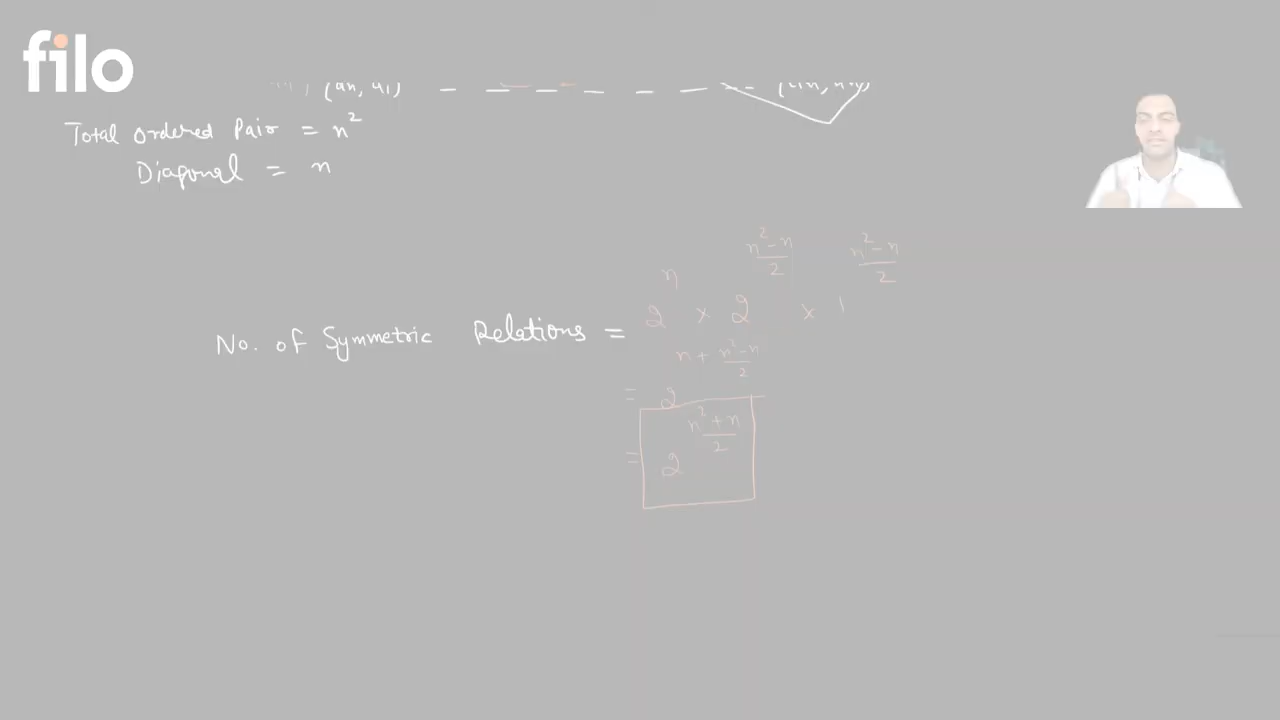 filo
(an, a1) — — — — — — --
Total ordered Pair = n²
Diagonal = n
No. of Symmetric Relations = 2^n × 2^((n²-n)/2) × 1^((n²-n)/2)
= 2^(n + (n²-n)/2)
= 2^((n²+n)/2)